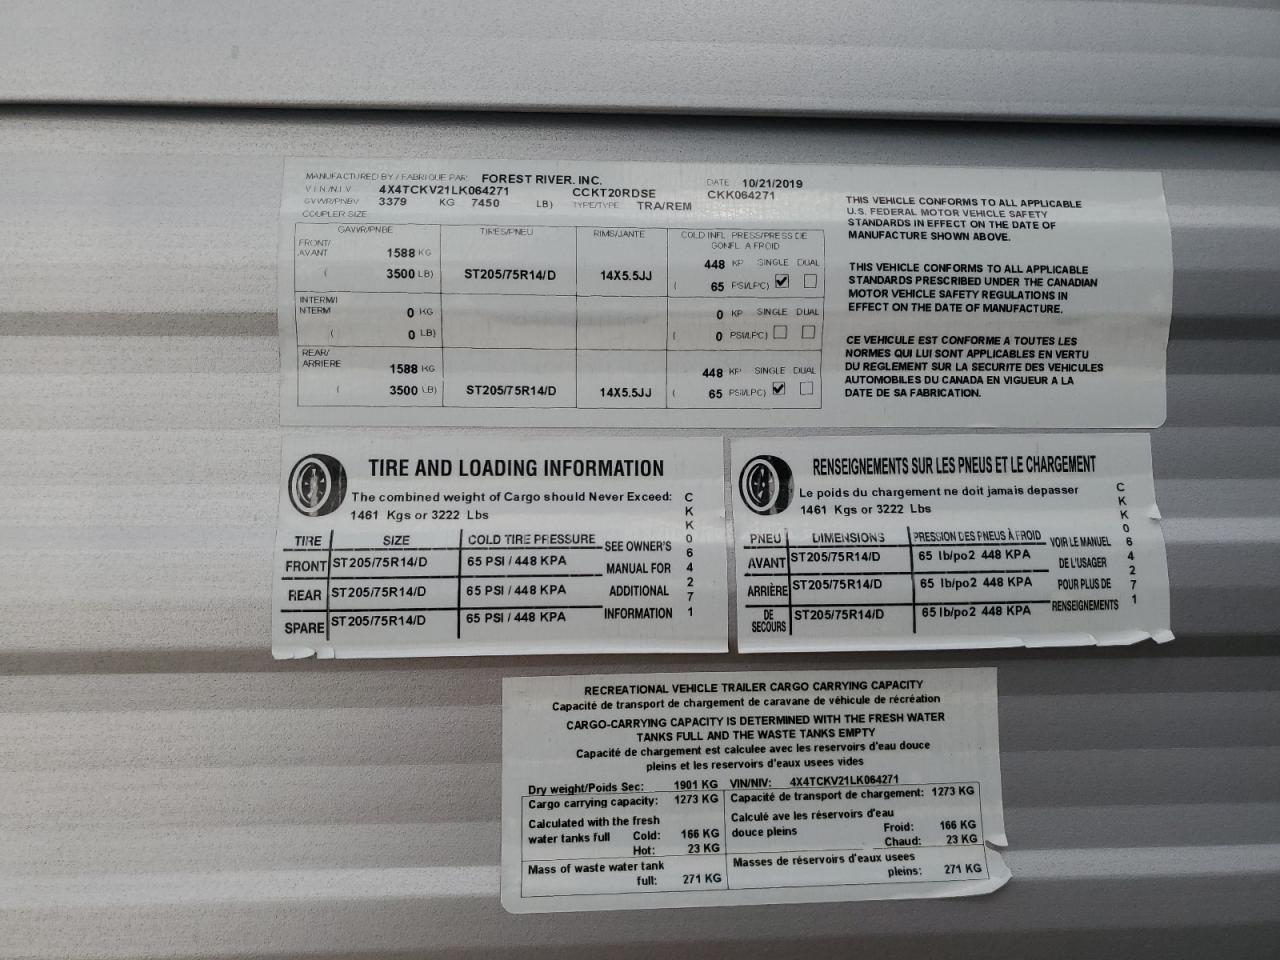 MANUFACTURED BY / FABRIQUE PAR: FOREST RIVER. INC. DATE 10/21/2019
V I N / N I V 4X4TCKV21LK064271 CCKT20RDSE CKK064271
GVWR/PNBV 3379 KG 7450 LB) TYPE/TYPE TRA/REM
COUPLER SIZE
GAWR/PNBE TIRES/PNEU RIMS/JANTE COLD INFL PRESS/PRESS DE
GONFL A FROID
FRONT/
AVANT 1588 KG 448 KP SINGLE DUAL
( 3500 LB) ST205/75R14/D 14X5.5JJ ( 65 PSI/LPC)
INTERM/I
NTERM 0 KG 0 KP SINGLE DUAL
( 0 LB) ( 0 PSI/LPC)
REAR/
ARRIERE 1588 KG 448 KP SINGLE DUAL
( 3500 LB) ST205/75R14/D 14X5.5JJ ( 65 PSI/LPC)
THIS VEHICLE CONFORMS TO ALL APPLICABLE
U.S. FEDERAL MOTOR VEHICLE SAFETY
STANDARDS IN EFFECT ON THE DATE OF
MANUFACTURE SHOWN ABOVE.
THIS VEHICLE CONFORMS TO ALL APPLICABLE
STANDARDS PRESCRIBED UNDER THE CANADIAN
MOTOR VEHICLE SAFETY REGULATIONS IN
EFFECT ON THE DATE OF MANUFACTURE.
CE VEHICULE EST CONFORME A TOUTES LES
NORMES QUI LUI SONT APPLICABLES EN VERTU
DU REGLEMENT SUR LA SECURITE DES VEHICULES
AUTOMOBILES DU CANADA EN VIGUEUR A LA
DATE DE SA FABRICATION.
TIRE AND LOADING INFORMATION
The combined weight of Cargo should Never Exceed:
1461 Kgs or 3222 Lbs
TIRE SIZE COLD TIRE PRESSURE
FRONT ST205/75R14/D 65 PSI / 448 KPA
REAR ST205/75R14/D 65 PSI / 448 KPA
SPARE ST205/75R14/D 65 PSI / 448 KPA
SEE OWNER'S
MANUAL FOR
ADDITIONAL
INFORMATION
CKK064271
RENSEIGNEMENTS SUR LES PNEUS ET LE CHARGEMENT
Le poids du chargement ne doit jamais depasser
1461 Kgs or 3222 Lbs
PNEU DIMENSIONS PRESSION DES PNEUS À FROID
AVANT ST205/75R14/D 65 lb/po2 448 KPA
ARRIÈRE ST205/75R14/D 65 lb/po2 448 KPA
DE
SECOURS ST205/75R14/D 65 lb/po2 448 KPA
VOIR LE MANUEL
DE L'USAGER
POUR PLUS DE
RENSEIGNEMENTS
CKK064271
RECREATIONAL VEHICLE TRAILER CARGO CARRYING CAPACITY
Capacité de transport de chargement de caravane de véhicule de récréation
CARGO-CARRYING CAPACITY IS DETERMINED WITH THE FRESH WATER
TANKS FULL AND THE WASTE TANKS EMPTY
Capacité de chargement est calculee avec les reservoirs d'eau douce
pleins et les reservoirs d'eaux usees vides
Dry weight/Poids Sec: 1901 KG VIN/NIV: 4X4TCKV21LK064271
Cargo carrying capacity: 1273 KG Capacité de transport de chargement: 1273 KG
Calculated with the fresh
water tanks full Cold: 166 KG
Hot: 23 KG
Calculé ave les réservoirs d'eau
douce pleins Froid: 166 KG
Chaud: 23 KG
Mass of waste water tank
full: 271 KG
Masses de réservoirs d'eaux usees
pleins: 271 KG